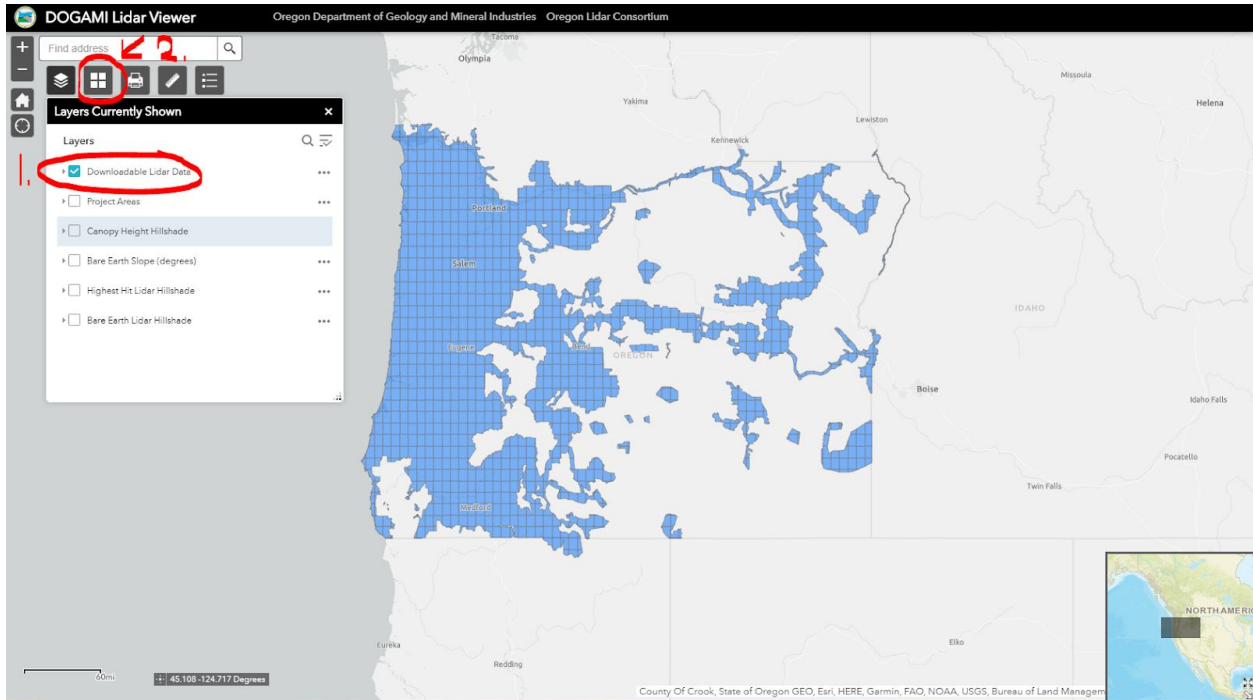 DOGAMI Lidar Viewer
Oregon Department of Geology and Mineral Industries Oregon Lidar Consortium
Find address
2.
Layers Currently Shown
Layers
1.
Downloadable Lidar Data
Project Areas
Canopy Height Hillshade
Bare Earth Slope (degrees)
Highest Hit Lidar Hillshade
Bare Earth Lidar Hillshade
Tacoma
Olympia
Yakima
Kennewick
Lewiston
Missoula
Helena
Portland
Salem
Eugene
Bend
OREGON
IDAHO
Boise
Idaho Falls
Pocatello
Twin Falls
Medford
Eureka
Redding
Elko
NORTH AMERI
60mi
45.108 -124.717 Degrees
County Of Crook, State of Oregon GEO, Esri, HERE, Garmin, FAO, NOAA, USGS, Bureau of Land Managem